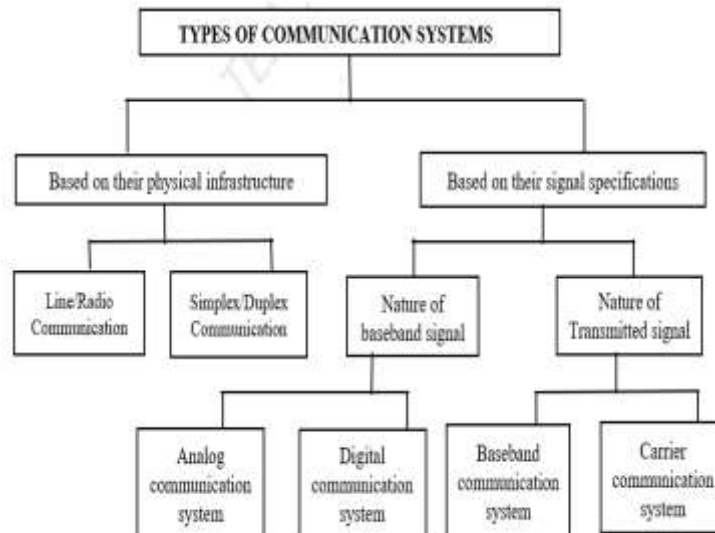 TYPES OF COMMUNICATION SYSTEMS
Based on their physical infrastructure
Based on their signal specifications
Line/Radio
Communication
Simplex/Duplex
Communication
Nature of
baseband signal
Nature of
Transmitted signal
Analog
communication
system
Digital
communication
system
Baseband
communication
system
Carrier
communication
system